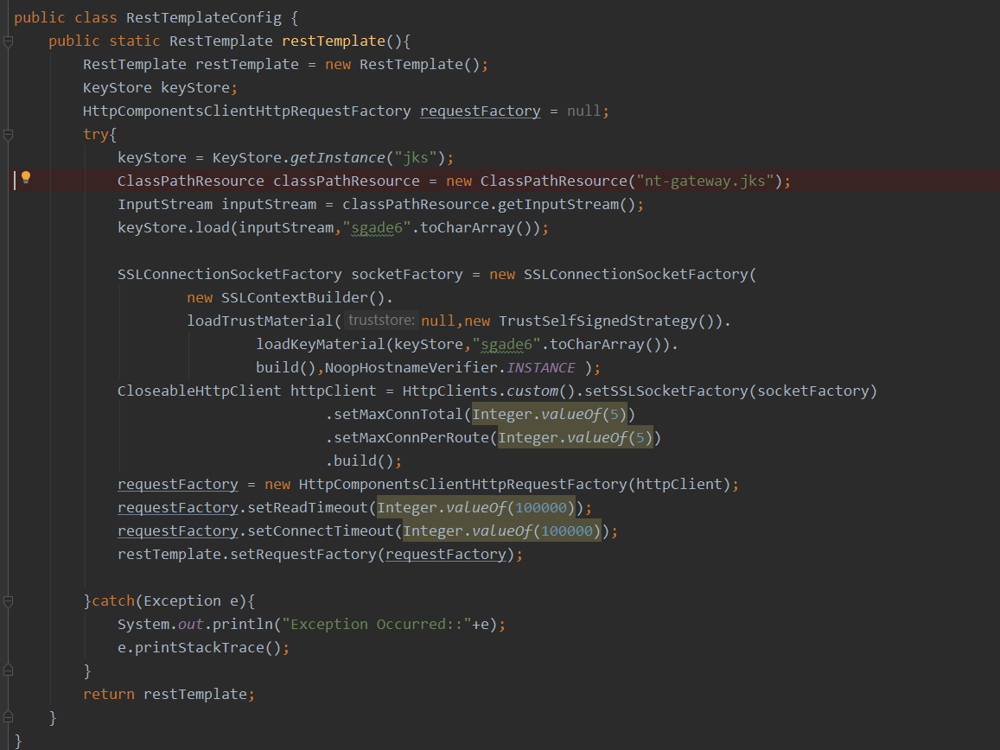 public class RestTemplateConfig {
public static RestTemplate restTemplate(){
RestTemplate restTemplate = new RestTemplate();
KeyStore keyStore;
HttpComponentsClientHttpRequestFactory requestFactory = null;
try{
keyStore = KeyStore.getInstance("jks");
ClassPathResource classPathResource = new ClassPathResource("nt-gateway.jks");
InputStream inputStream = classPathResource.getInputStream();
keyStore.load(inputStream,"sgade6".toCharArray());
SSLConnectionSocketFactory socketFactory = new SSLConnectionSocketFactory(
new SSLContextBuilder().
loadTrustMaterial( truststore: null,new TrustSelfSignedStrategy()).
loadKeyMaterial(keyStore,"sgade6".toCharArray()).
build(),NoopHostnameVerifier.INSTANCE );
CloseableHttpClient httpClient = HttpClients.custom().setSSLSocketFactory(socketFactory)
.setMaxConnTotal(Integer.valueOf(5))
.setMaxConnPerRoute(Integer.valueOf(5))
.build();
requestFactory = new HttpComponentsClientHttpRequestFactory(httpClient);
requestFactory.setReadTimeout(Integer.valueOf(100000));
requestFactory.setConnectTimeout(Integer.valueOf(100000));
restTemplate.setRequestFactory(requestFactory);
}catch(Exception e){
System.out.println("Exception Occurred::"+e);
e.printStackTrace();
}
return restTemplate;
}
}